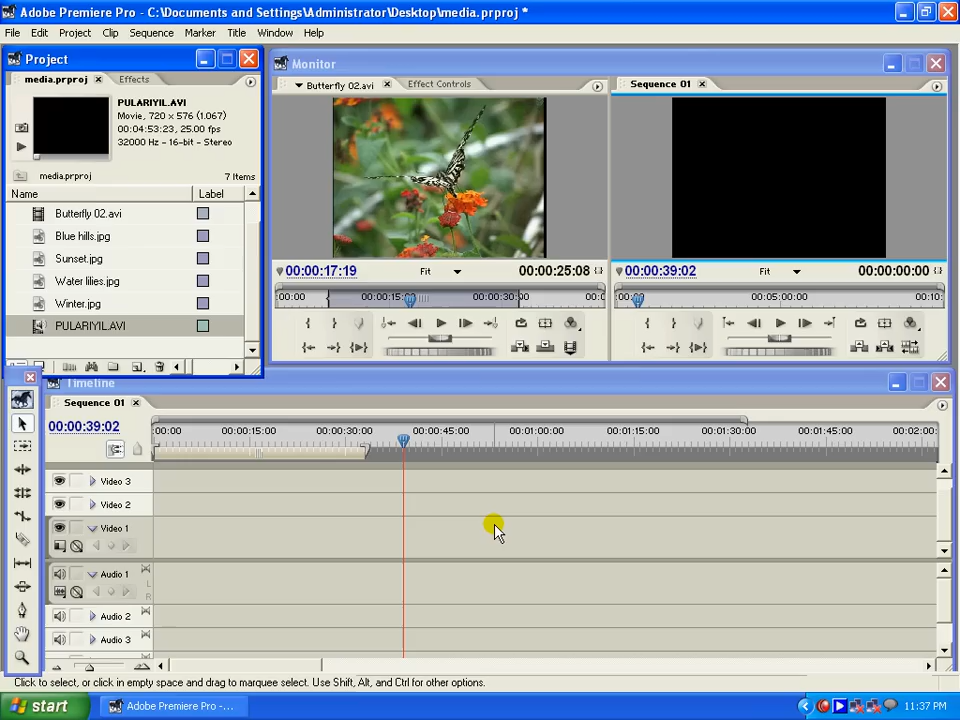 Adobe Premiere Pro - C:\Documents and Settings\Administrator\Desktop\media.prproj *
File Edit Project Clip Sequence Marker Title Window Help
Project
media.prproj Effects
PULARIYIL.AVI
Movie, 720 x 576 (1.067)
00:04:53:23, 25.00 fps
32000 Hz - 16-bit - Stereo
media.prproj 7 Items
Name Label
Butterfly 02.avi
Blue hills.jpg
Sunset.jpg
Water lilies.jpg
Winter.jpg
PULARIYIL.AVI
Monitor
Butterfly 02.avi Effect Controls
00:00:17:19 Fit 00:00:25:08
:00:00 00:00:15:00 00:00:30:00 00:0
Sequence 01
00:00:39:02 Fit 00:00:00:00
00:00 00:05:00:00 00:10:
Timeline
Sequence 01
00:00:39:02
:00:00 00:00:15:00 00:00:30:00 00:00:45:00 00:01:00:00 00:01:15:00 00:01:30:00 00:01:45:00 00:02:00:
Video 3
Video 2
Video 1
Audio 1
L
R
Audio 2
Audio 3
Click to select, or click in empty space and drag to marquee select. Use Shift, Alt, and Ctrl for other options.
start Adobe Premiere Pro -... 11:37 PM